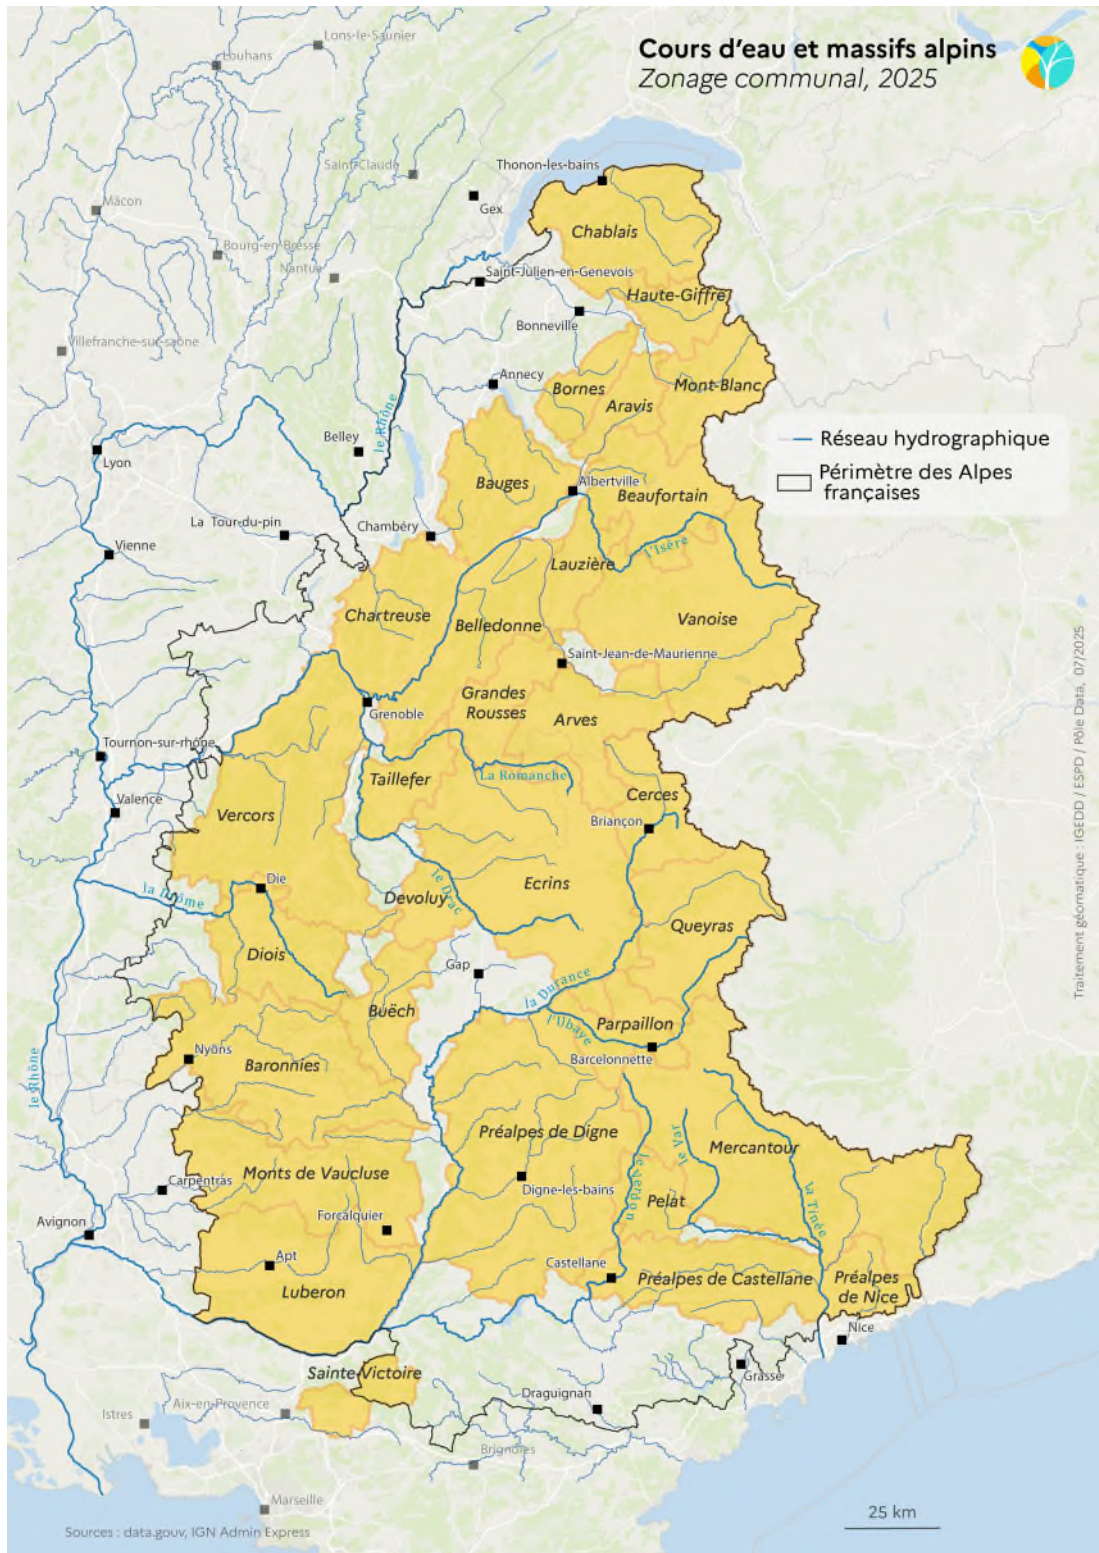 Cours d'eau et massifs alpins
Zonage communal, 2025
Lons-le-Saunier
Louhans
Saint-Claude
Thonon-les-bains
Gex
Mâcon
Chablais
Bourg-en-Bresse
Nantua
Saint-Julien-en-Genevois
Haute-Giffre
Bonneville
Villefranche-sur-saône
Annecy
Bornes
Mont-Blanc
Aravis
le Rhône
Belley
Réseau hydrographique
Lyon
Périmètre des Alpes
françaises
Bauges
Albertville
Beaufortain
La Tour-du-pin
Chambéry
Vienne
l'Isère
Lauzière
Chartreuse
Belledonne
Vanoise
Saint-Jean-de-Maurienne
Grandes
Rousses
Arves
Grenoble
Tournon-sur-rhône
Taillefer
La Romanche
Valence
Vercors
Cerces
Briançon
Die
la Drôme
Ecrins
le Drac
Devoluy
Queyras
Diois
Gap
la Durance
Buëch
l'Ubaye
Parpaillon
Nyons
Barcelonnette
Baronnies
le Rhône
Préalpes de Digne
le Var
Mercantour
Monts de Vaucluse
Carpentras
Digne-les-bains
le verdon
Pelat
la Tinée
Forcalquier
Avignon
Apt
Castellane
Préalpes de Castellane
Préalpes
de Nice
Luberon
Nice
Sainte-Victoire
Grasse
Draguignan
Istres
Aix-en-Provence
Brignoles
Marseille
25 km
Sources : data.gouv, IGN Admin Express
Traitement géomatique : IGEDD / ESPD / Pôle Data, 07/2025